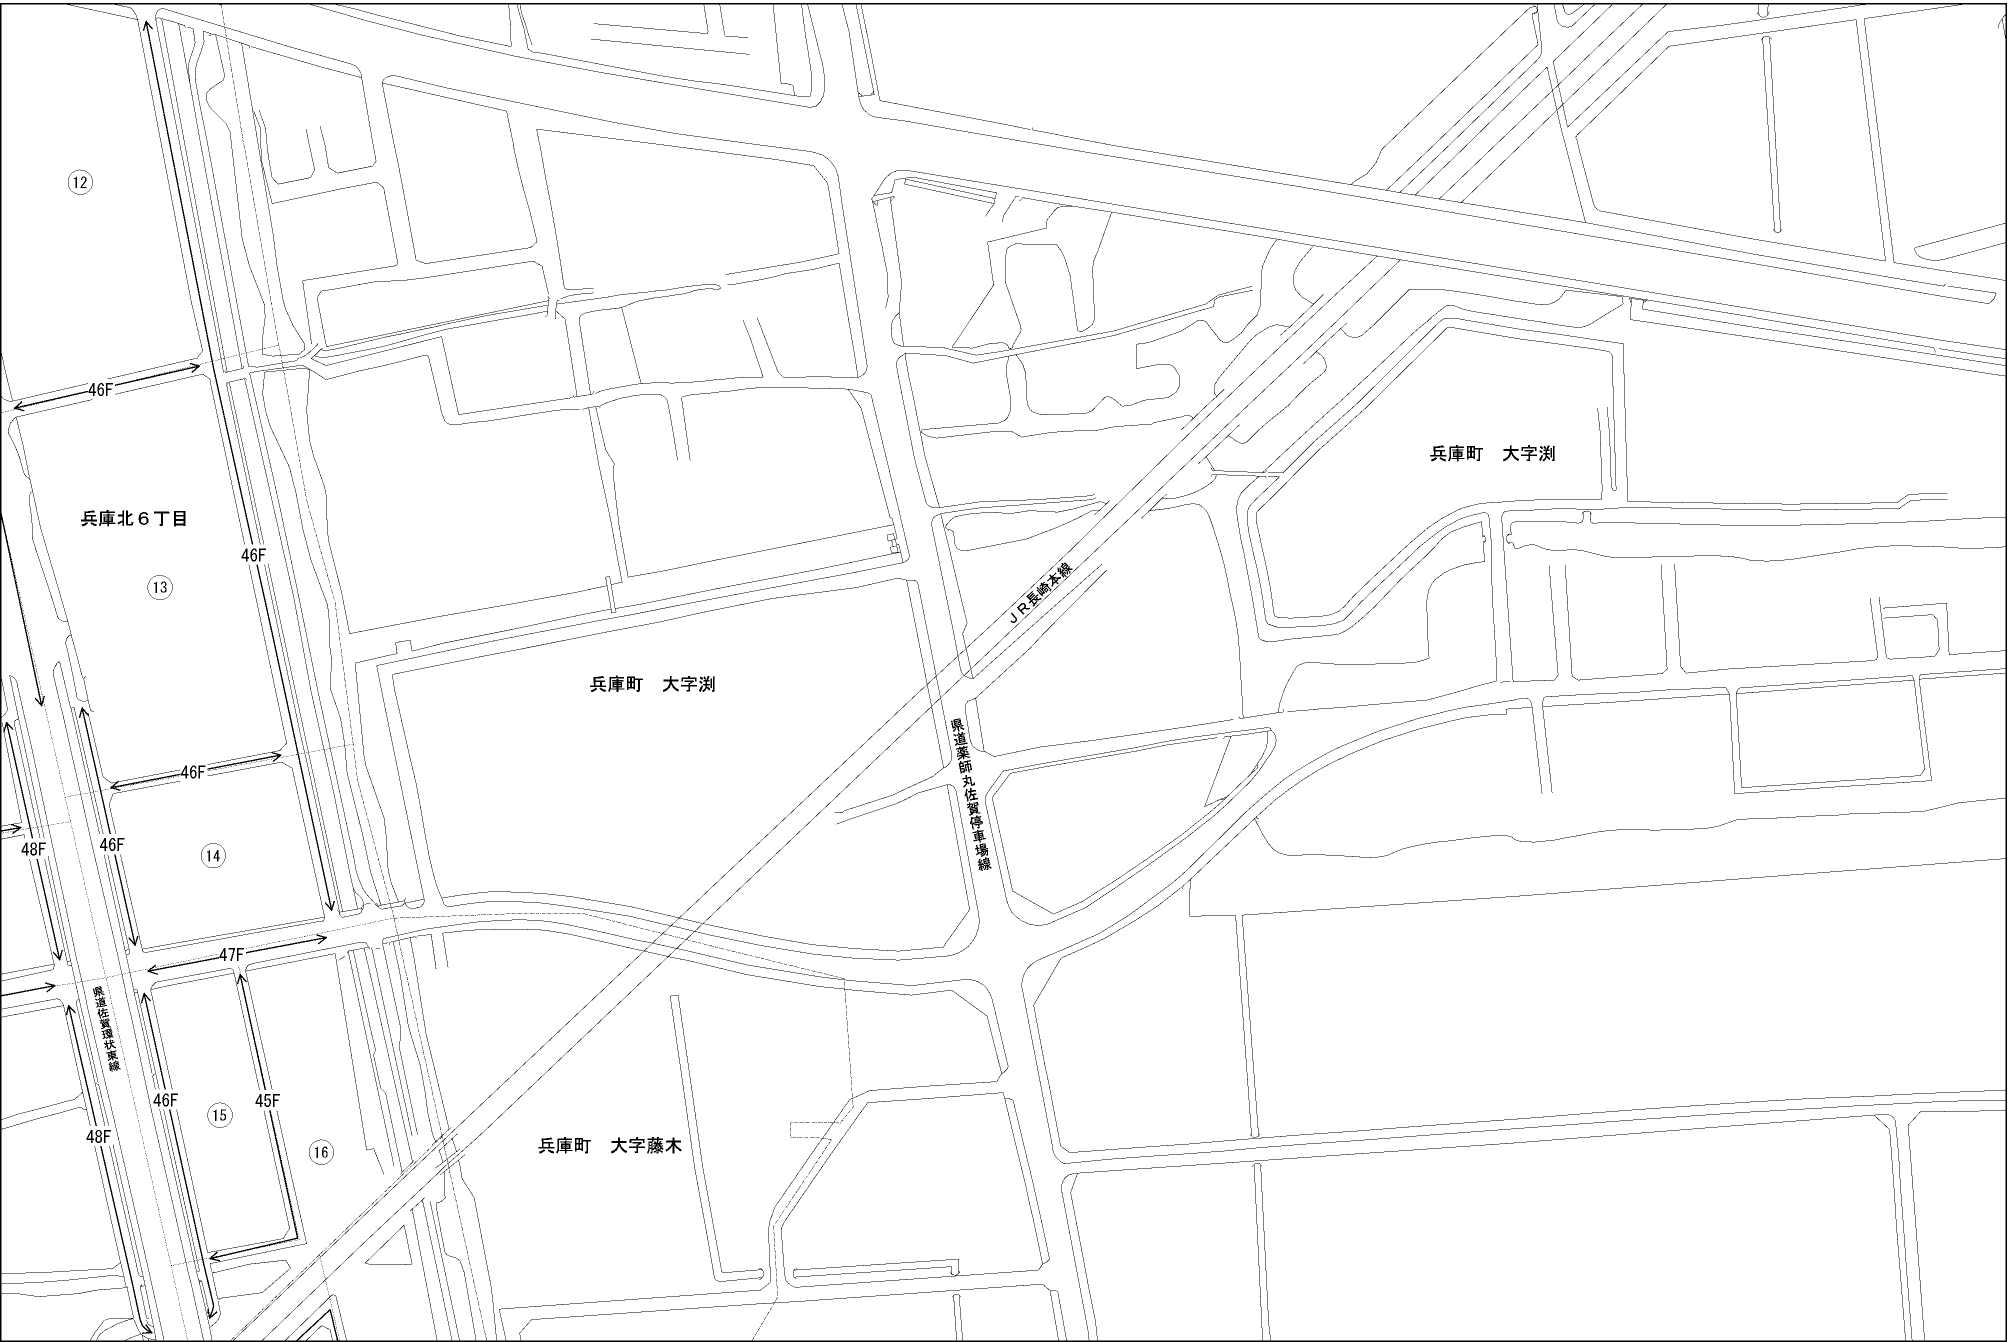 12
46F
兵庫町　大字渕
兵庫北６丁目
46F
13
ＪＲ長崎本線
兵庫町　大字渕
県道薬師丸佐賀停車場線
46F
48F
46F
14
47F
県道佐賀環状東線
46F
15
45F
48F
16
兵庫町　大字藤木